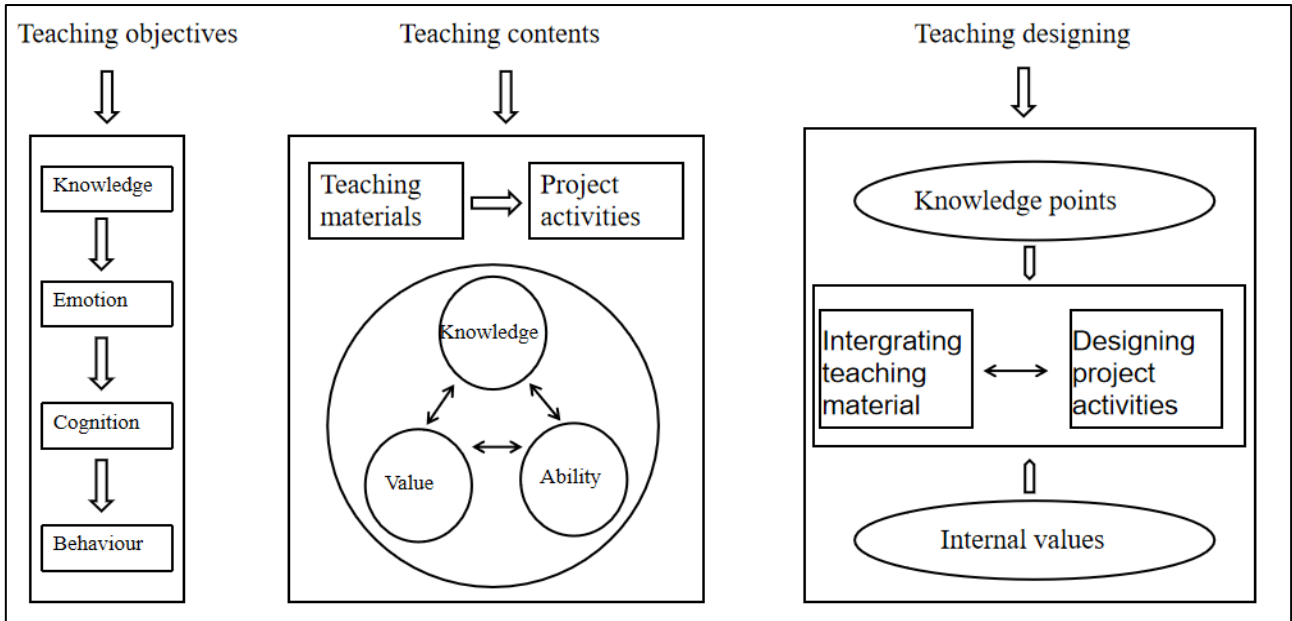 Teaching objectives
Knowledge
Emotion
Cognition
Behaviour
Teaching contents
Teaching
materials
Project
activities
Knowledge
Value
Ability
Teaching designing
Knowledge points
Intergrating
teaching
material
Designing
project
activities
Internal values